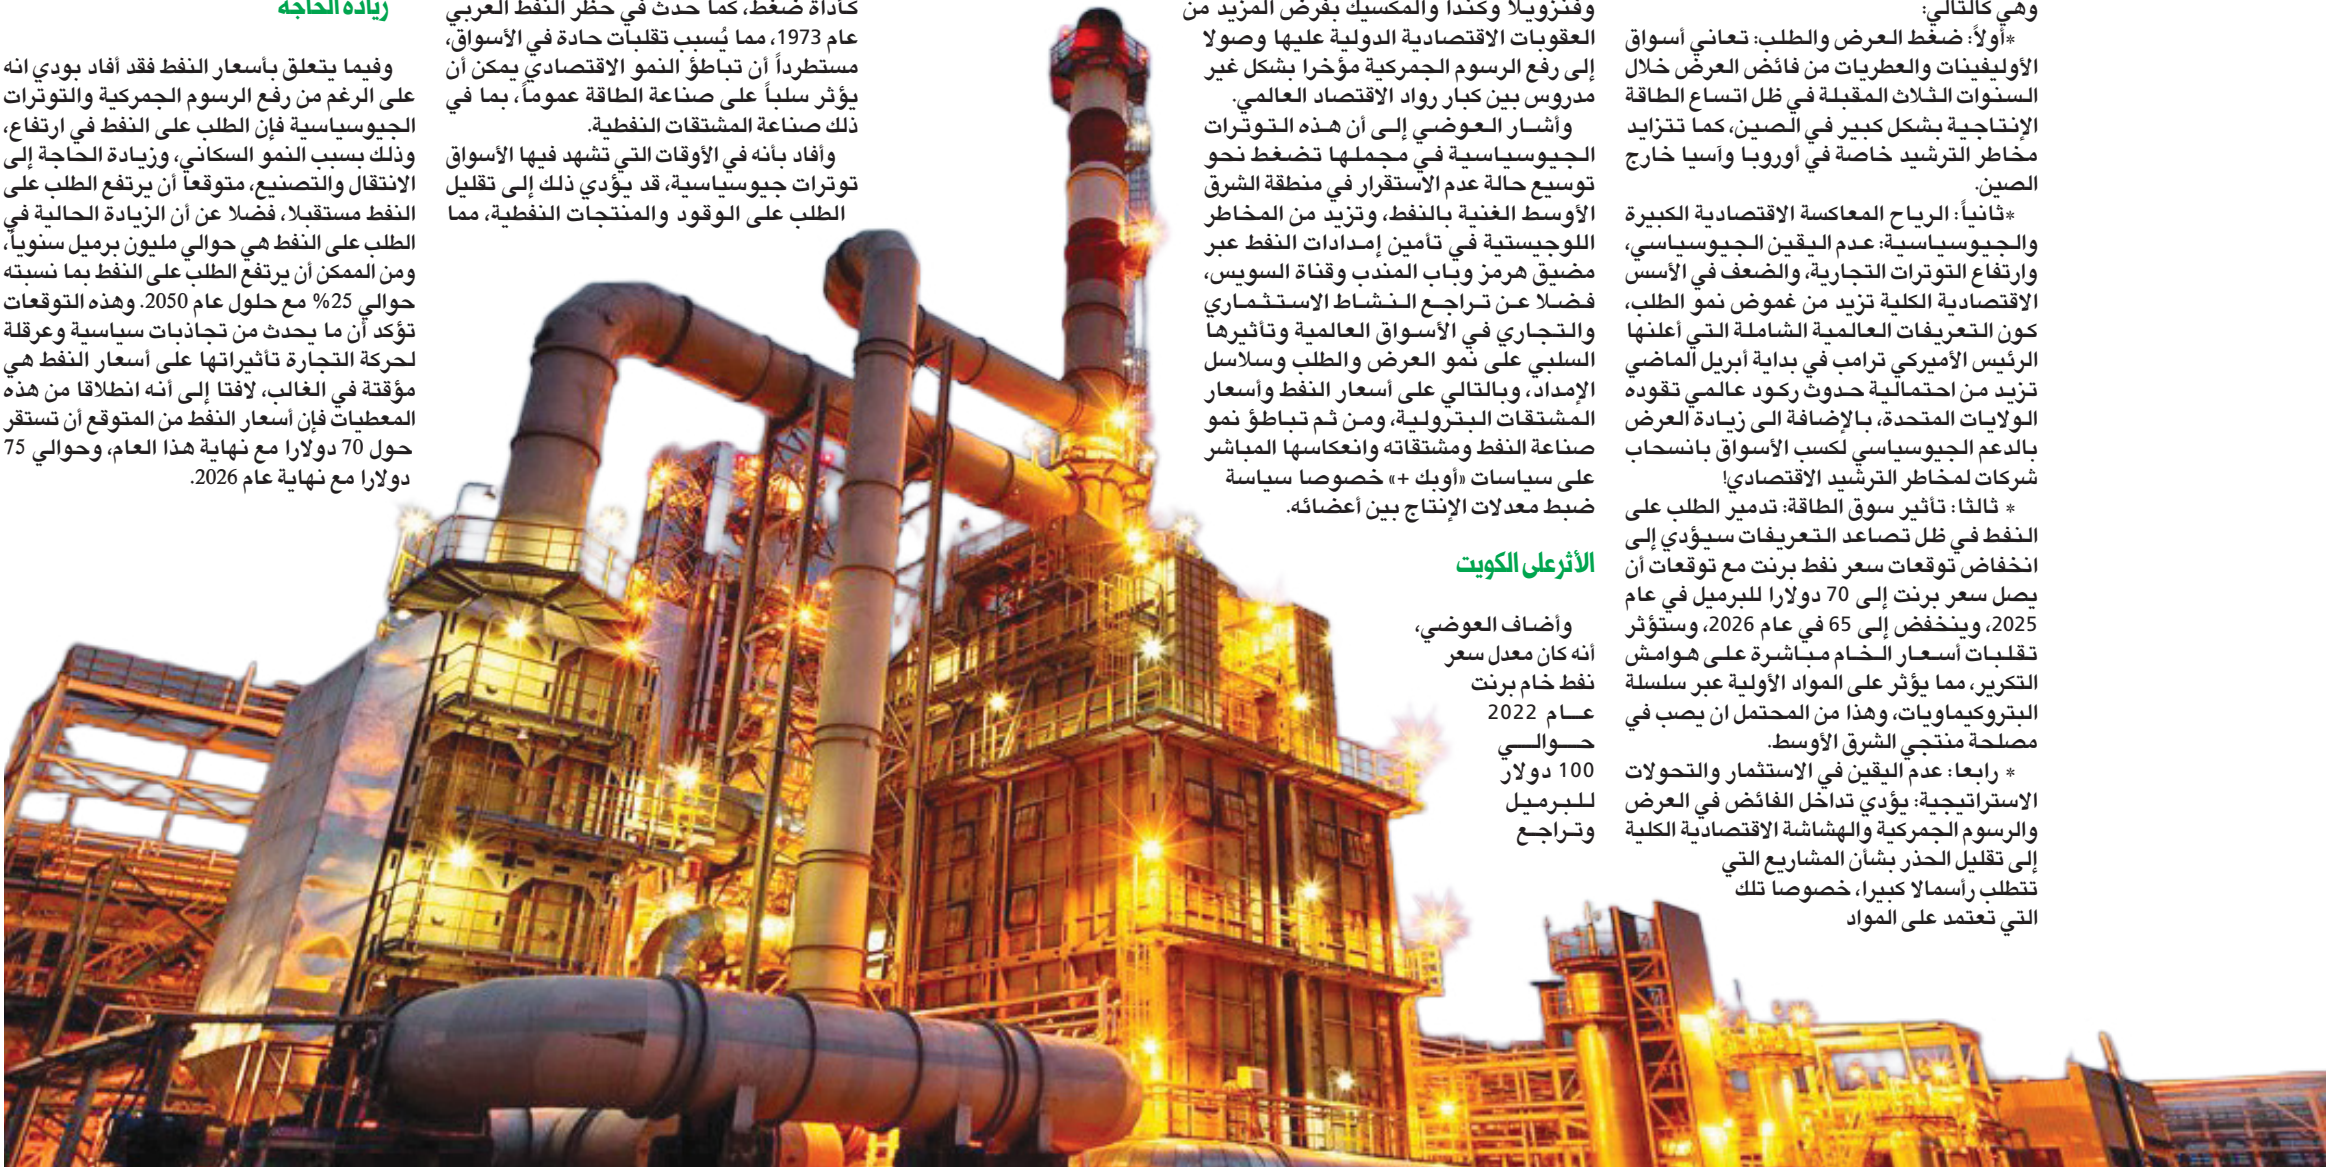 وهي كالتالي:
*أولاً: ضغط العرض والطلب: تعاني أسواق
الأوليفينات والعطريات من فائض العرض خلال
السنوات الثلاث المقبلة في ظل اتساع الطاقة
الإنتاجية بشكل كبير في الصين، كما تتزايد
مخاطر الترشيد خاصة في أوروبا وآسيا خارج
الصين.
*ثانياً: الرياح المعاكسة الاقتصادية الكبيرة
والجيوسياسية: عدم اليقين الجيوسياسي،
وارتفاع التوترات التجارية، والضعف في الأسس
الاقتصادية الكلية تزيد من غموض نمو الطلب،
كون التعريفات العالمية الشاملة التي أعلنها
الرئيس الأميركي ترامب في بداية أبريل الماضي
تزيد من احتمالية حدوث ركود عالمي تقوده
الولايات المتحدة، بالإضافة الى زيادة العرض
بالدعم الجيوسياسي لكسب الأسواق بانسحاب
شركات لمخاطر الترشيد الاقتصادي!
* ثالثا: تأثير سوق الطاقة: تدمير الطلب على
النفط في ظل تصاعد التعريفات سيؤدي إلى
انخفاض توقعات سعر نفط برنت مع توقعات أن
يصل سعر برنت إلى 70 دولارا للبرميل في عام
2025، وينخفض إلى 65 في عام 2026، وستؤثر
تقلبات أسعار الخام مباشرة على هوامش
التكرير، مما يؤثر على المواد الأولية عبر سلسلة
البتروكيماويات، وهذا من المحتمل ان يصب في
مصلحة منتجي الشرق الأوسط.
* رابعا: عدم اليقين في الاستثمار والتحولات
الاستراتيجية: يؤدي تداخل الفائض في العرض
والرسوم الجمركية والهشاشة الاقتصادية الكلية
إلى تقليل الحذر بشأن المشاريع التي
تتطلب رأسمالا كبيرا، خصوصا تلك
التي تعتمد على المواد
وفنزويلا وكندا والمكسيك بفرض المزيد من
العقوبات الاقتصادية الدولية عليها وصولا
إلى رفع الرسوم الجمركية مؤخرا بشكل غير
مدروس بين كبار رواد الاقتصاد العالمي.
وأشار العوضي إلى أن هذه التوترات
الجيوسياسية في مجملها تضغط نحو
توسيع حالة عدم الاستقرار في منطقة الشرق
الأوسط الغنية بالنفط، وتزيد من المخاطر
اللوجيستية في تأمين إمدادات النفط عبر
مضيق هرمز وباب المندب وقناة السويس،
فضلا عن تراجع النشاط الاستثماري
والتجاري في الأسواق العالمية وتأثيرها
السلبي على نمو العرض والطلب وسلاسل
الإمداد، وبالتالي على أسعار النفط وأسعار
المشتقات البترولية، ومن ثم تباطؤ نمو
صناعة النفط ومشتقاته وانعكاسها المباشر
على سياسات «أوبك +» خصوصا سياسة
ضبط معدلات الإنتاج بين أعضائه.
الأثر على الكويت
وأضاف العوضي،
أنه كان معدل سعر
نفط خام برنت
عام 2022
حوالي
100 دولار
للبرميل
وتراجع
كأداة ضغط، كما حدث في حظر النفط العربي
عام 1973، مما يُسبب تقلبات حادة في الأسواق،
مستطرداً أن تباطؤ النمو الاقتصادي يمكن أن
يؤثر سلباً على صناعة الطاقة عموماً، بما في
ذلك صناعة المشتقات النفطية.
وأفاد بأنه في الأوقات التي تشهد فيها الأسواق
توترات جيوسياسية، قد يؤدي ذلك إلى تقليل
الطلب على الوقود والمنتجات النفطية، مما
زيادة الحاجة
وفيما يتعلق بأسعار النفط فقد أفاد بودي انه
على الرغم من رفع الرسوم الجمركية والتوترات
الجيوسياسية فإن الطلب على النفط في ارتفاع،
وذلك بسبب النمو السكاني، وزيادة الحاجة إلى
الانتقال والتصنيع، متوقعاً أن يرتفع الطلب على
النفط مستقبلا، فضلا عن أن الزيادة الحالية في
الطلب على النفط هي حوالي مليون برميل سنوياً،
ومن الممكن أن يرتفع الطلب على النفط بما نسبته
حوالي 25% مع حلول عام 2050. وهذه التوقعات
تؤكد أن ما يحدث من تجاذبات سياسية وعرقلة
لحركة التجارة تأثيراتها على أسعار النفط هي
مؤقتة في الغالب، لافتا إلى أنه انطلاقا من هذه
المعطيات فإن أسعار النفط من المتوقع أن تستقر
حول 70 دولارا مع نهاية هذا العام، وحوالي 75
دولارا مع نهاية عام 2026.